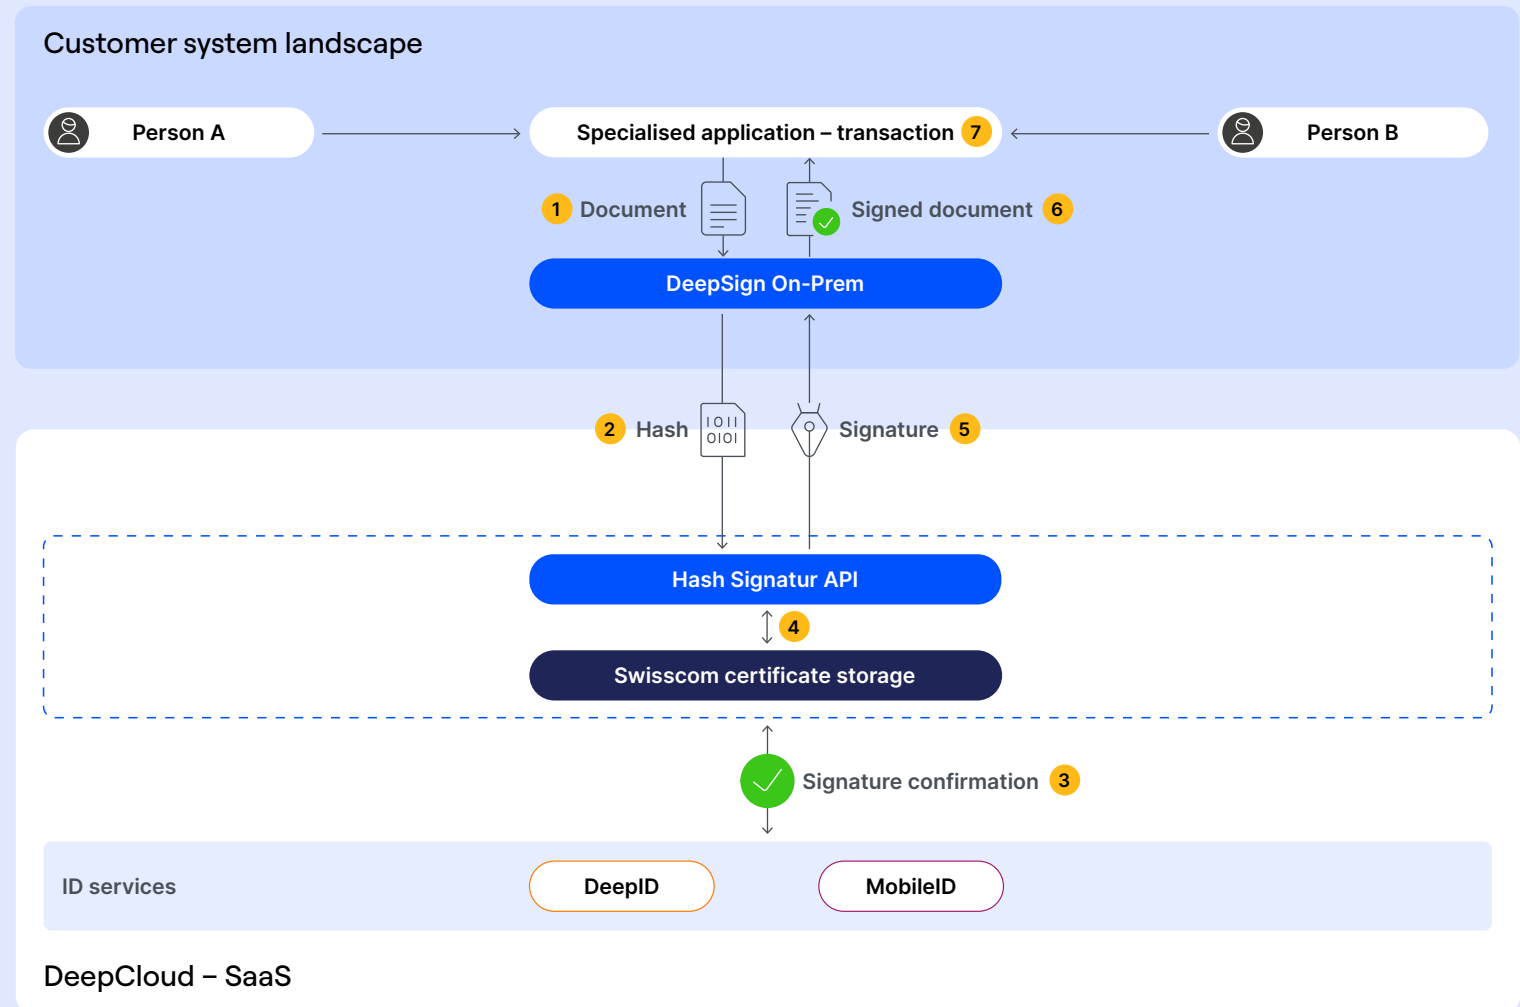 Customer system landscape
Person A
Specialised application – transaction 7
Person B
1 Document
Signed document 6
DeepSign On-Prem
2 Hash
1011
0101
Signature 5
Hash Signatur API
4
Swisscom certificate storage
Signature confirmation 3
ID services
DeepID
MobileID
DeepCloud – SaaS